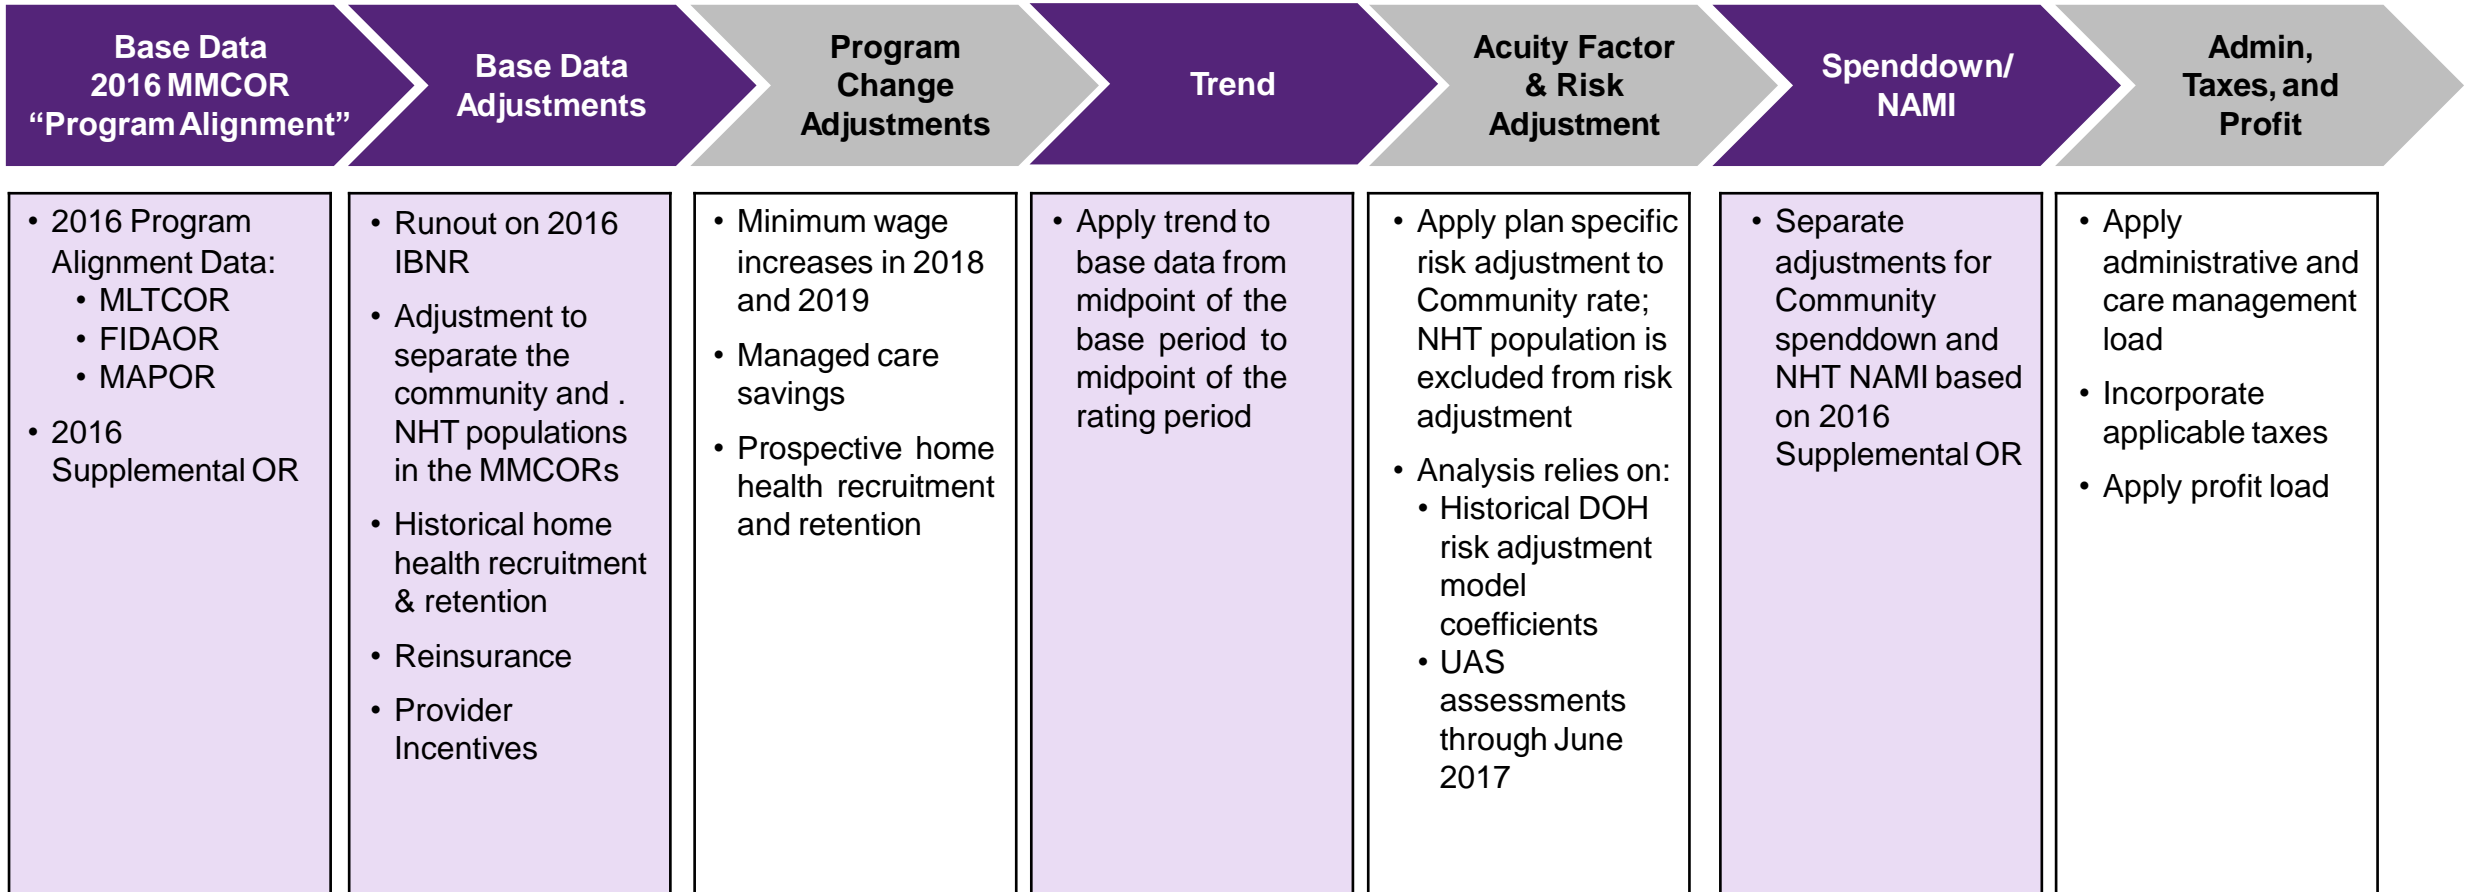 Base Data
2016 MMCOR
“Program Alignment”
Base Data
Adjustments
Program
Change
Adjustments
Trend
Acuity Factor
& Risk
Adjustment
Spenddown/
NAMI
Admin,
Taxes, and
Profit
• 2016 Program
Alignment Data:
• MLTCOR
• FIDAOR
• MAPOR
• 2016
Supplemental OR
• Runout on 2016
IBNR
• Adjustment to
separate the
community and .
NHT populations
in the MMCORs
• Historical home
health recruitment
& retention
• Reinsurance
• Provider
Incentives
• Minimum wage
increases in 2018
and 2019
• Managed care
savings
• Prospective home
health recruitment
and retention
• Apply trend to
base data from
midpoint of the
base period to
midpoint of the
rating period
• Apply plan specific
risk adjustment to
Community rate;
NHT population is
excluded from risk
adjustment
• Analysis relies on:
• Historical DOH
risk adjustment
model
coefficients
• UAS
assessments
through June
2017
• Separate
adjustments for
Community
spenddown and
NHT NAMI based
on 2016
Supplemental OR
• Apply
administrative and
care management
load
• Incorporate
applicable taxes
• Apply profit load